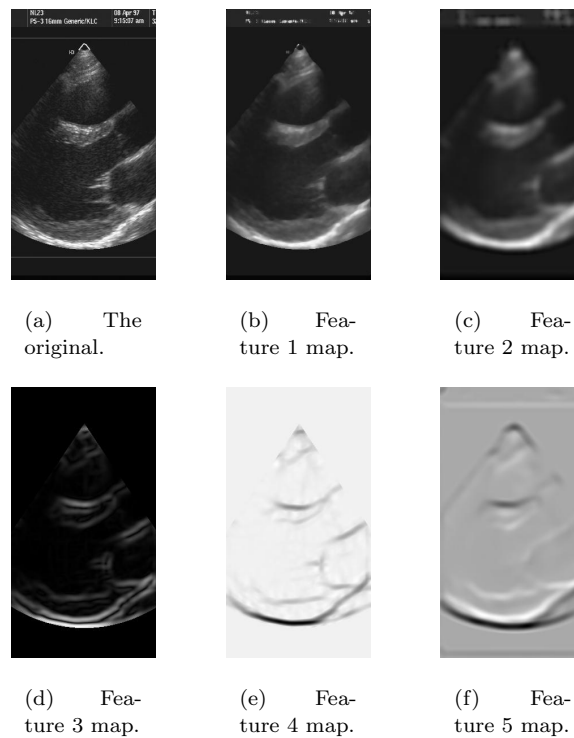 NL23 08 Apr 97
PS-3 16mm Generic/KLC 9:15:07 am
(a) The
original.
(b) Fea-
ture 1 map.
(c) Fea-
ture 2 map.
(d) Fea-
ture 3 map.
(e) Fea-
ture 4 map.
(f) Fea-
ture 5 map.